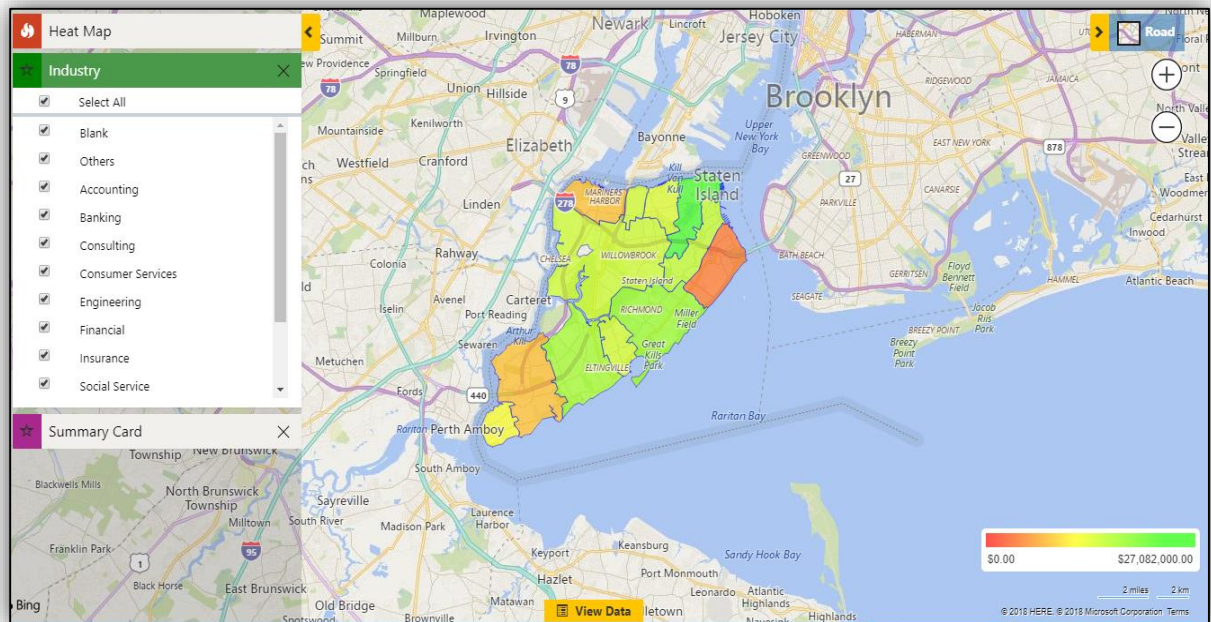 Heat Map
Industry
Select All
Blank
Others
Accounting
Banking
Consulting
Consumer Services
Engineering
Financial
Insurance
Social Service
Summary Card
Maplewood
Newark
Lincroft
Hoboken
Summit
Millburn
Irvington
Jersey City
HABERMAN
Road
New Providence
Springfield
78
RIDGEWOOD
JAMAICA
78
Union
Hillside
9
Brooklyn
North Valley
Mountainside
Kenilworth
Elizabeth
Bayonne
Upper
New York
Bay
EAST NEW YORK
878
Valley
Stream
Westfield
Cranford
GREENWOOD
Kill
Van
Kull
Staten
Island
27
Linden
278
MARINERS
HARBOR
PARKVILLE
CANARSIE
Woodmere
Cedarhurst
Inwood
Rahway
Colonia
CHELSEA
WILLOWBROOK
BATH BEACH
GERRITSEN
Floyd
Bennett
Field
HAMMEL
Atlantic Beach
Staten Island
SEAGATE
Iselin
Avenel
Carteret
Port Reading
RICHMOND
Miller
Field
Jacob
Riis
Park
BREEZY POINT
Breezy
Point
Park
Arthur
Kill
Sewaren
Metuchen
Great
Kills
Park
ELTINGVILLE
Fords
440
Raritan Bay
Raritan
Perth Amboy
Township
New Brunswick
South Amboy
Blackwells Mills
North Brunswick
Township
Sayreville
Milltown
South River
Madison Park
Laurence
Harbor
Franklin Park
1
95
Keyport
Keansburg
Sandy Hook Bay
$0.00
$27,082,000.00
Black Horse
East Brunswick
Hazlet
Port Monmouth
Leonardo
Atlantic
Highlands
2 miles
2 km
Bing
Old Bridge
Matawan
View Data
Highlands
Spotswood
Brownville
Navesink
© 2018 HERE, © 2018 Microsoft Corporation Terms